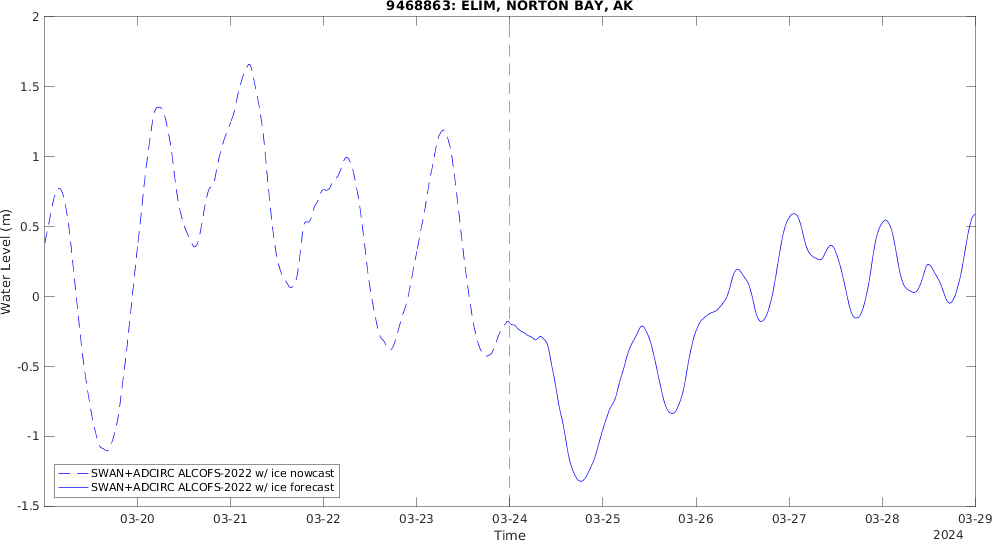 9468863: ELIM, NORTON BAY, AK
2
1.5
1
0.5
0
-0.5
-1
-1.5
Water Level (m)
SWAN+ADCIRC ALCOFS-2022 w/ ice nowcast
SWAN+ADCIRC ALCOFS-2022 w/ ice forecast
03-20 03-21 03-22 03-23 03-24 03-25 03-26 03-27 03-28 03-29
Time
2024